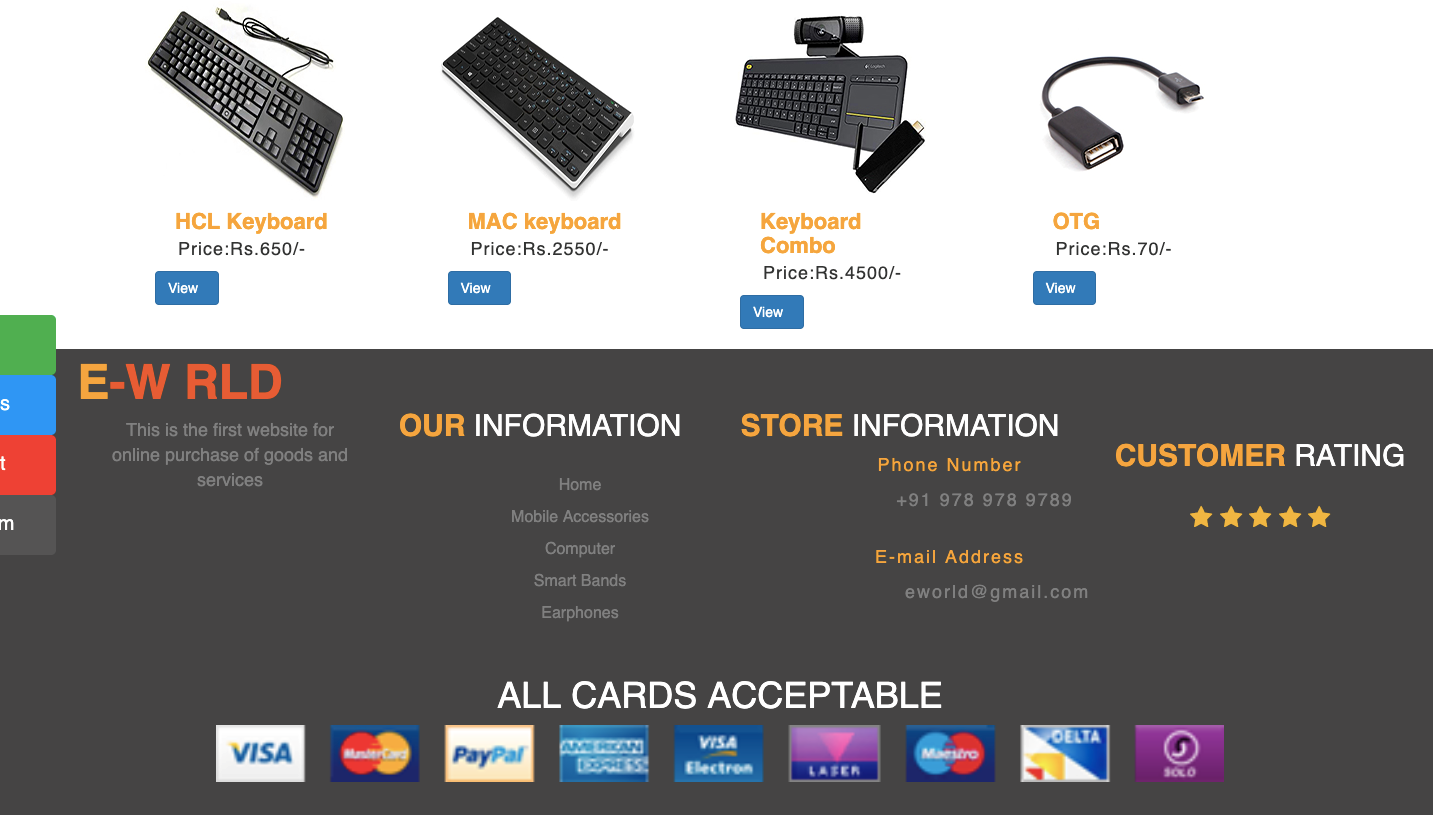 HCL Keyboard
Price:Rs.650/-
View
MAC keyboard
Price:Rs.2550/-
View
Keyboard
Combo
Price:Rs.4500/-
View
OTG
Price:Rs.70/-
View
s
t
m
E-W RLD
This is the first website for
online purchase of goods and
services
OUR INFORMATION
Home
Mobile Accessories
Computer
Smart Bands
Earphones
STORE INFORMATION
Phone Number
+91 978 978 9789
E-mail Address
eworld@gmail.com
CUSTOMER RATING
ALL CARDS ACCEPTABLE
VISA
MasterCard
PayPal
AMERICAN
EXPRESS
VISA
Electron
LASER
Maestro
DELTA
SOLO